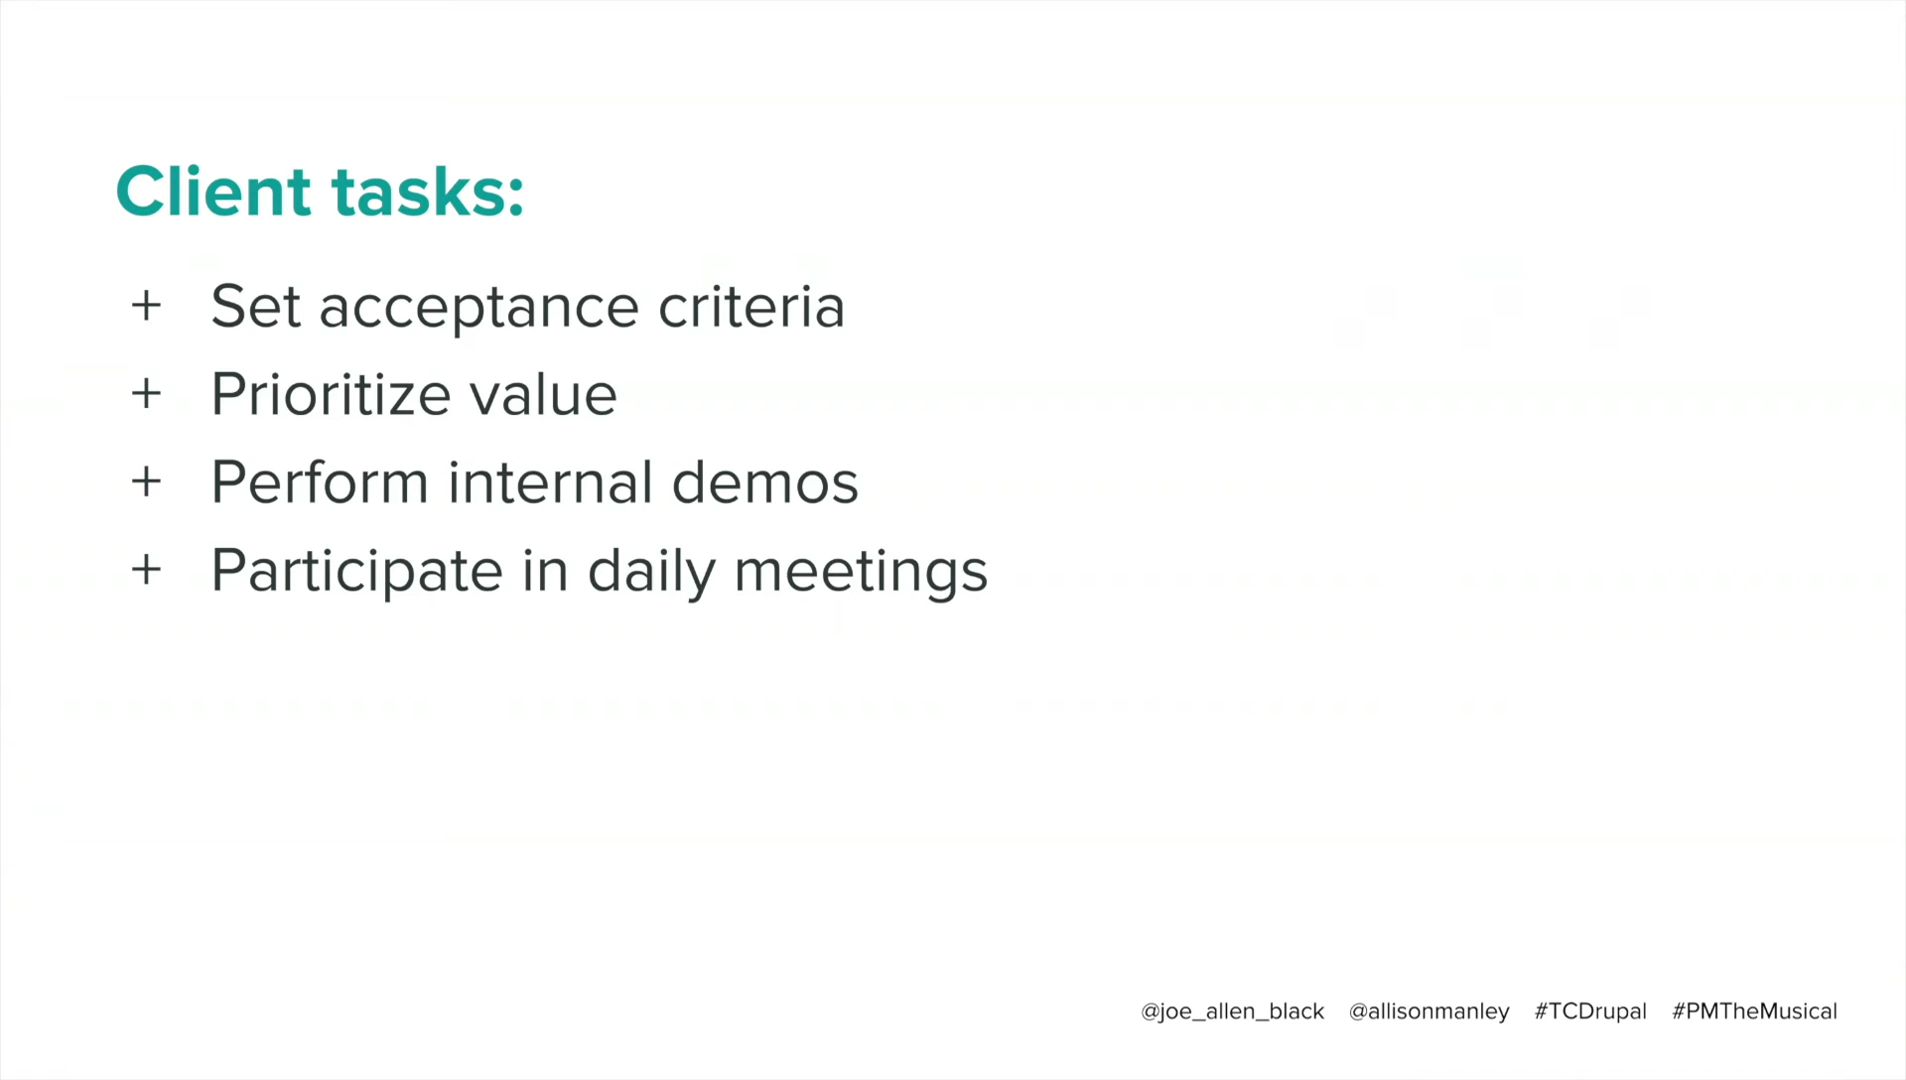 Client tasks:
+ Set acceptance criteria
+ Prioritize value
+ Perform internal demos
+ Participate in daily meetings
@joe_allen_black @allisonmanley #TCDrupal #PMTheMusical